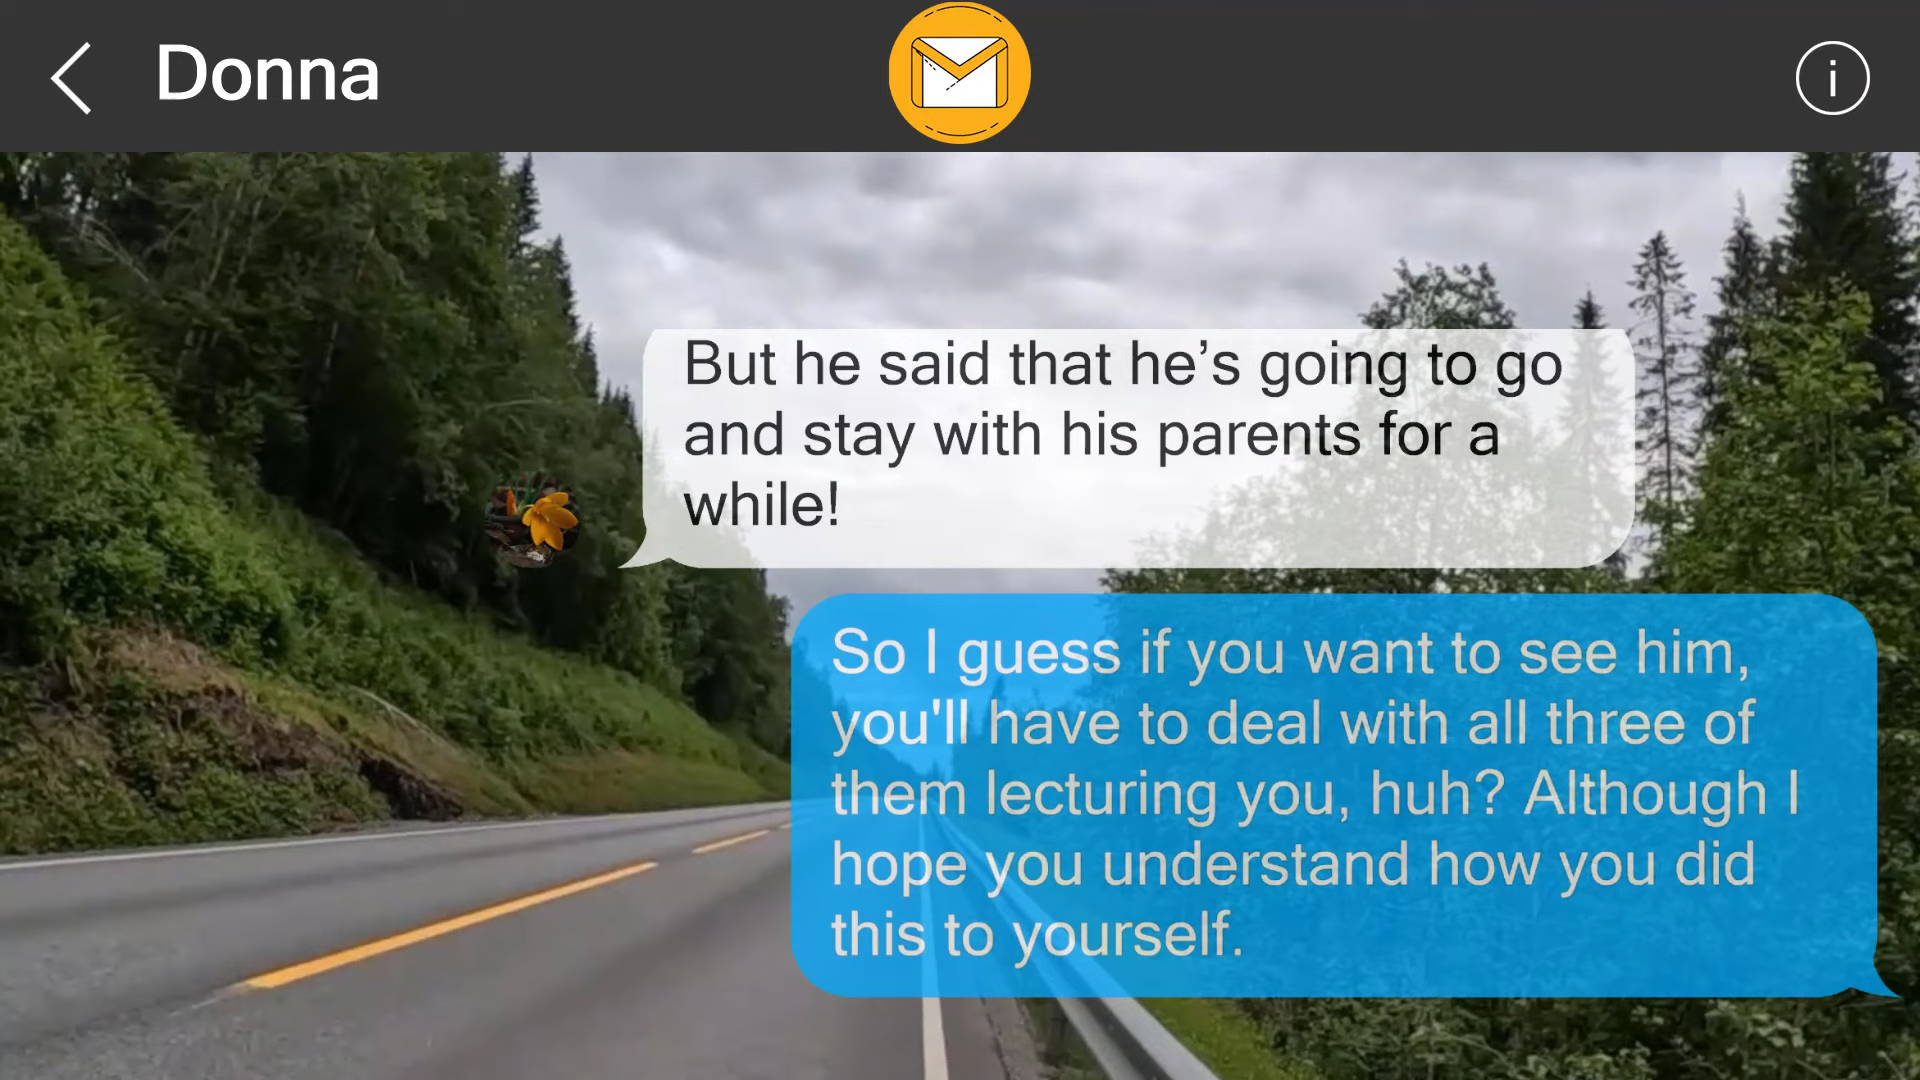 Donna
i
But he said that he’s going to go
and stay with his parents for a
while!
So I guess if you want to see him,
you'll have to deal with all three of
them lecturing you, huh? Although I
hope you understand how you did
this to yourself.